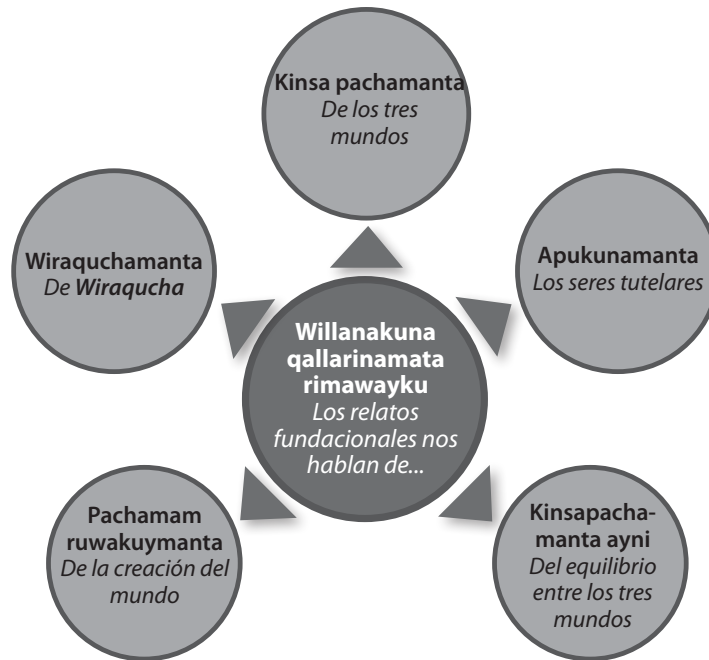 Kinsa pachamanta
De los tres
mundos
Wiraquchamanta
De Wiraqucha
Apukunamanta
Los seres tutelares
Willanakuna
qallarinamata
rimawayku
Los relatos
fundacionales nos
hablan de...
Pachamam
ruwakuymanta
De la creación del
mundo
Kinsapacha-
manta ayni
Del equilibrio
entre los tres
mundos